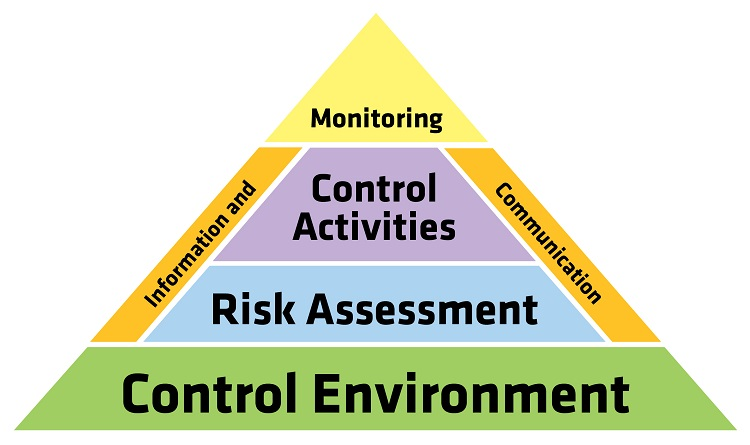 Monitoring
Control
Activities
Information and
Communication
Risk Assessment
Control Environment